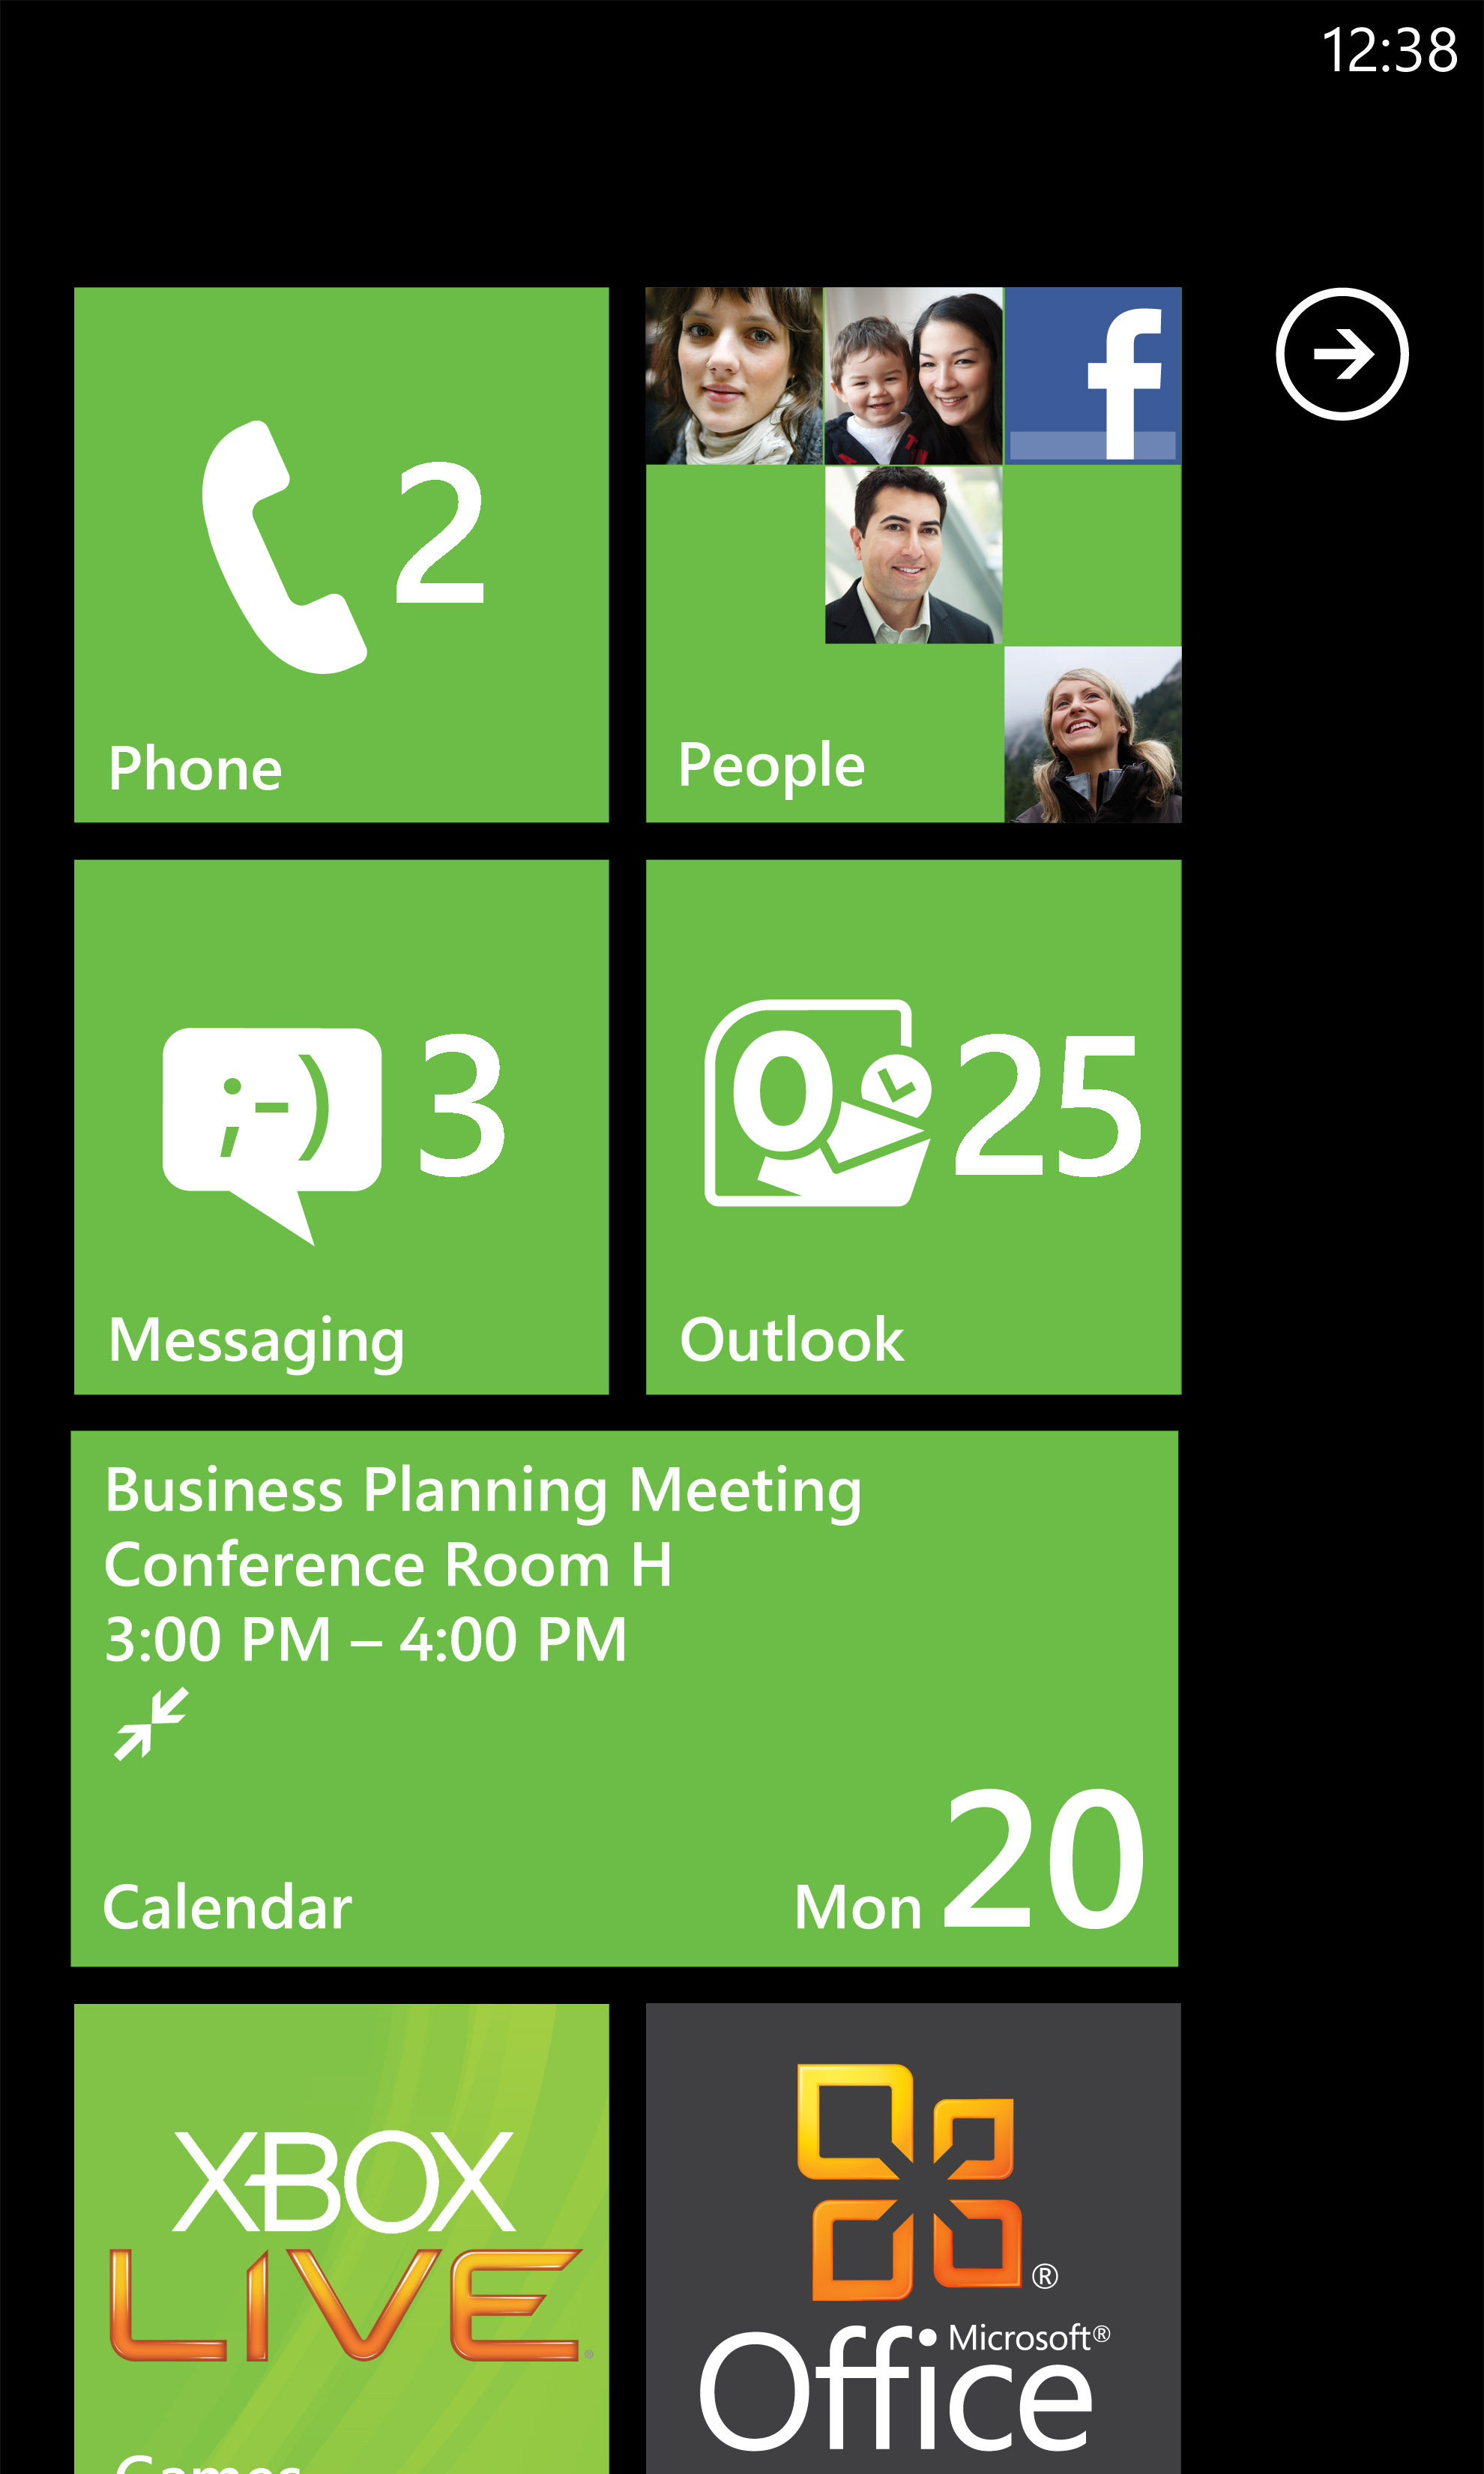 12:38
2
Phone
f
People
;-)
3
Messaging
O
25
Outlook
Business Planning Meeting
Conference Room H
3:00 PM – 4:00 PM
Calendar
Mon 20
XBOX
LIVE
Games
®
Microsoft®
Office